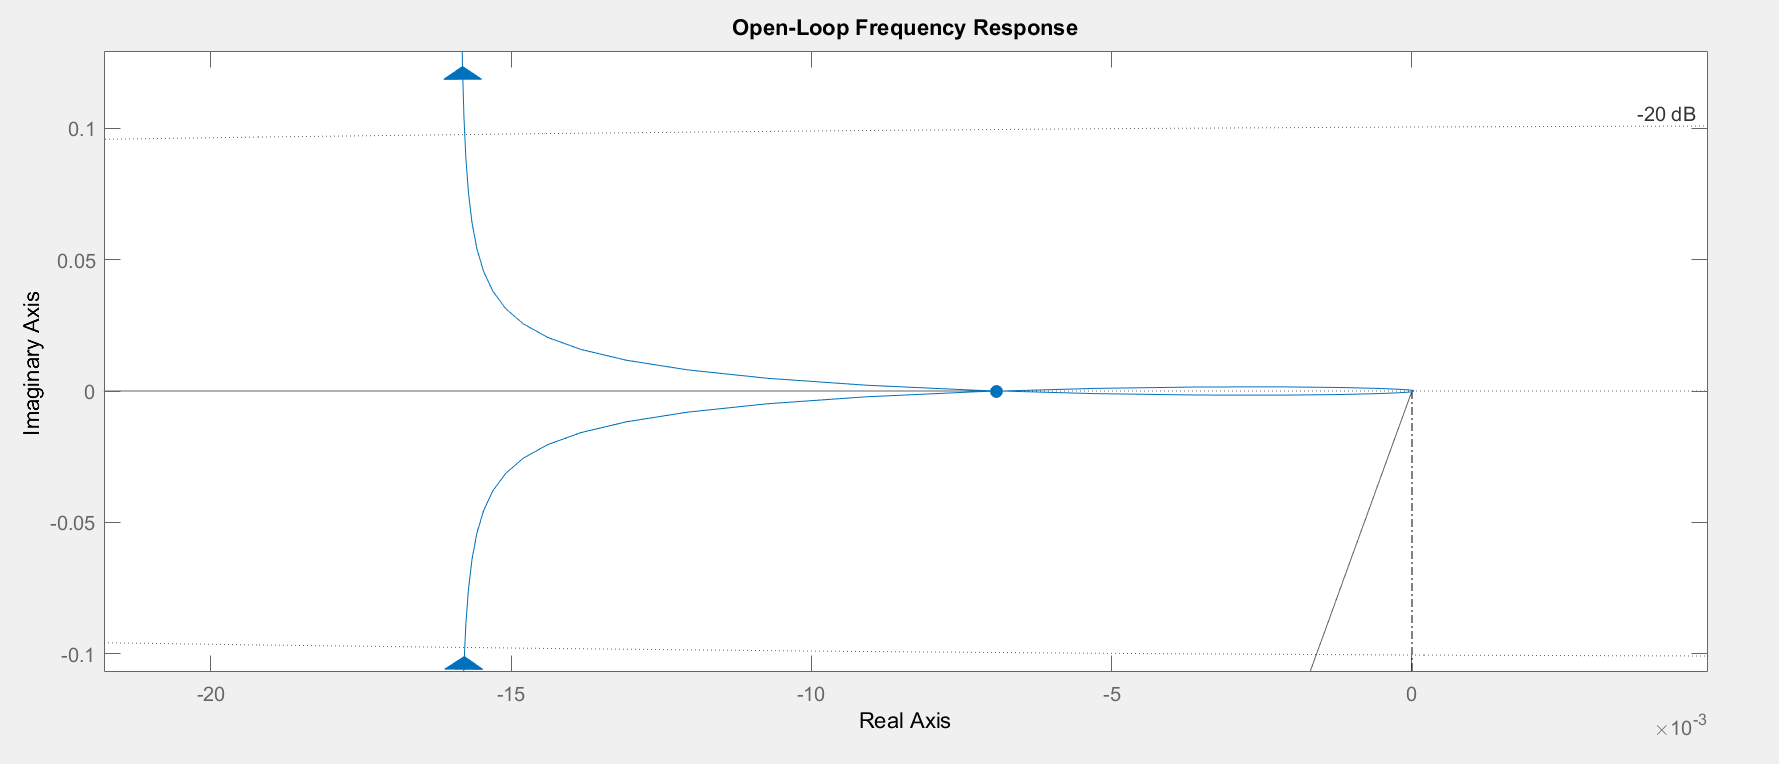 Open-Loop Frequency Response
-20 dB
0.1
0.05
0
-0.05
-0.1
Imaginary Axis
-20 -15 -10 -5 0
Real Axis
×10-3